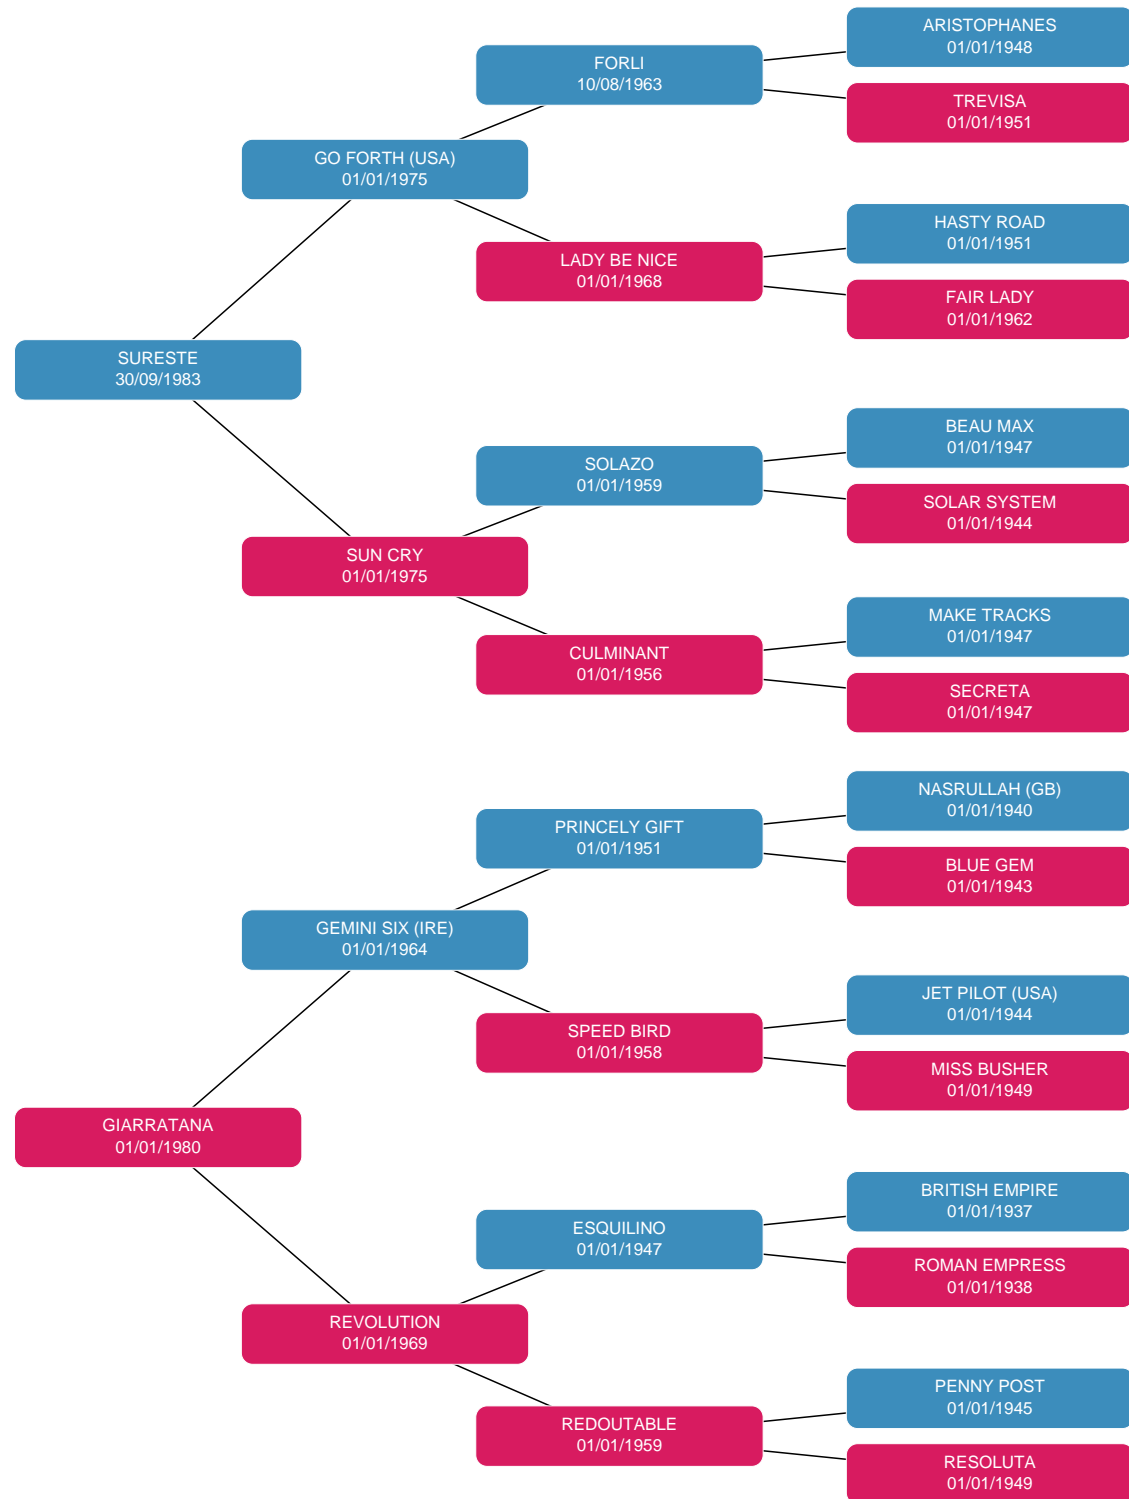 ARISTOPHANES
01/01/1948
FORLI
10/08/1963
TREVISA
01/01/1951
GO FORTH (USA)
01/01/1975
HASTY ROAD
01/01/1951
LADY BE NICE
01/01/1968
FAIR LADY
01/01/1962
SURESTE
30/09/1983
BEAU MAX
01/01/1947
SOLAZO
01/01/1959
SOLAR SYSTEM
01/01/1944
SUN CRY
01/01/1975
MAKE TRACKS
01/01/1947
CULMINANT
01/01/1956
SECRETA
01/01/1947
NASRULLAH (GB)
01/01/1940
PRINCELY GIFT
01/01/1951
BLUE GEM
01/01/1943
GEMINI SIX (IRE)
01/01/1964
JET PILOT (USA)
01/01/1944
SPEED BIRD
01/01/1958
MISS BUSHER
01/01/1949
GIARRATANA
01/01/1980
BRITISH EMPIRE
01/01/1937
ESQUILINO
01/01/1947
ROMAN EMPRESS
01/01/1938
REVOLUTION
01/01/1969
PENNY POST
01/01/1945
REDOUTABLE
01/01/1959
RESOLUTA
01/01/1949